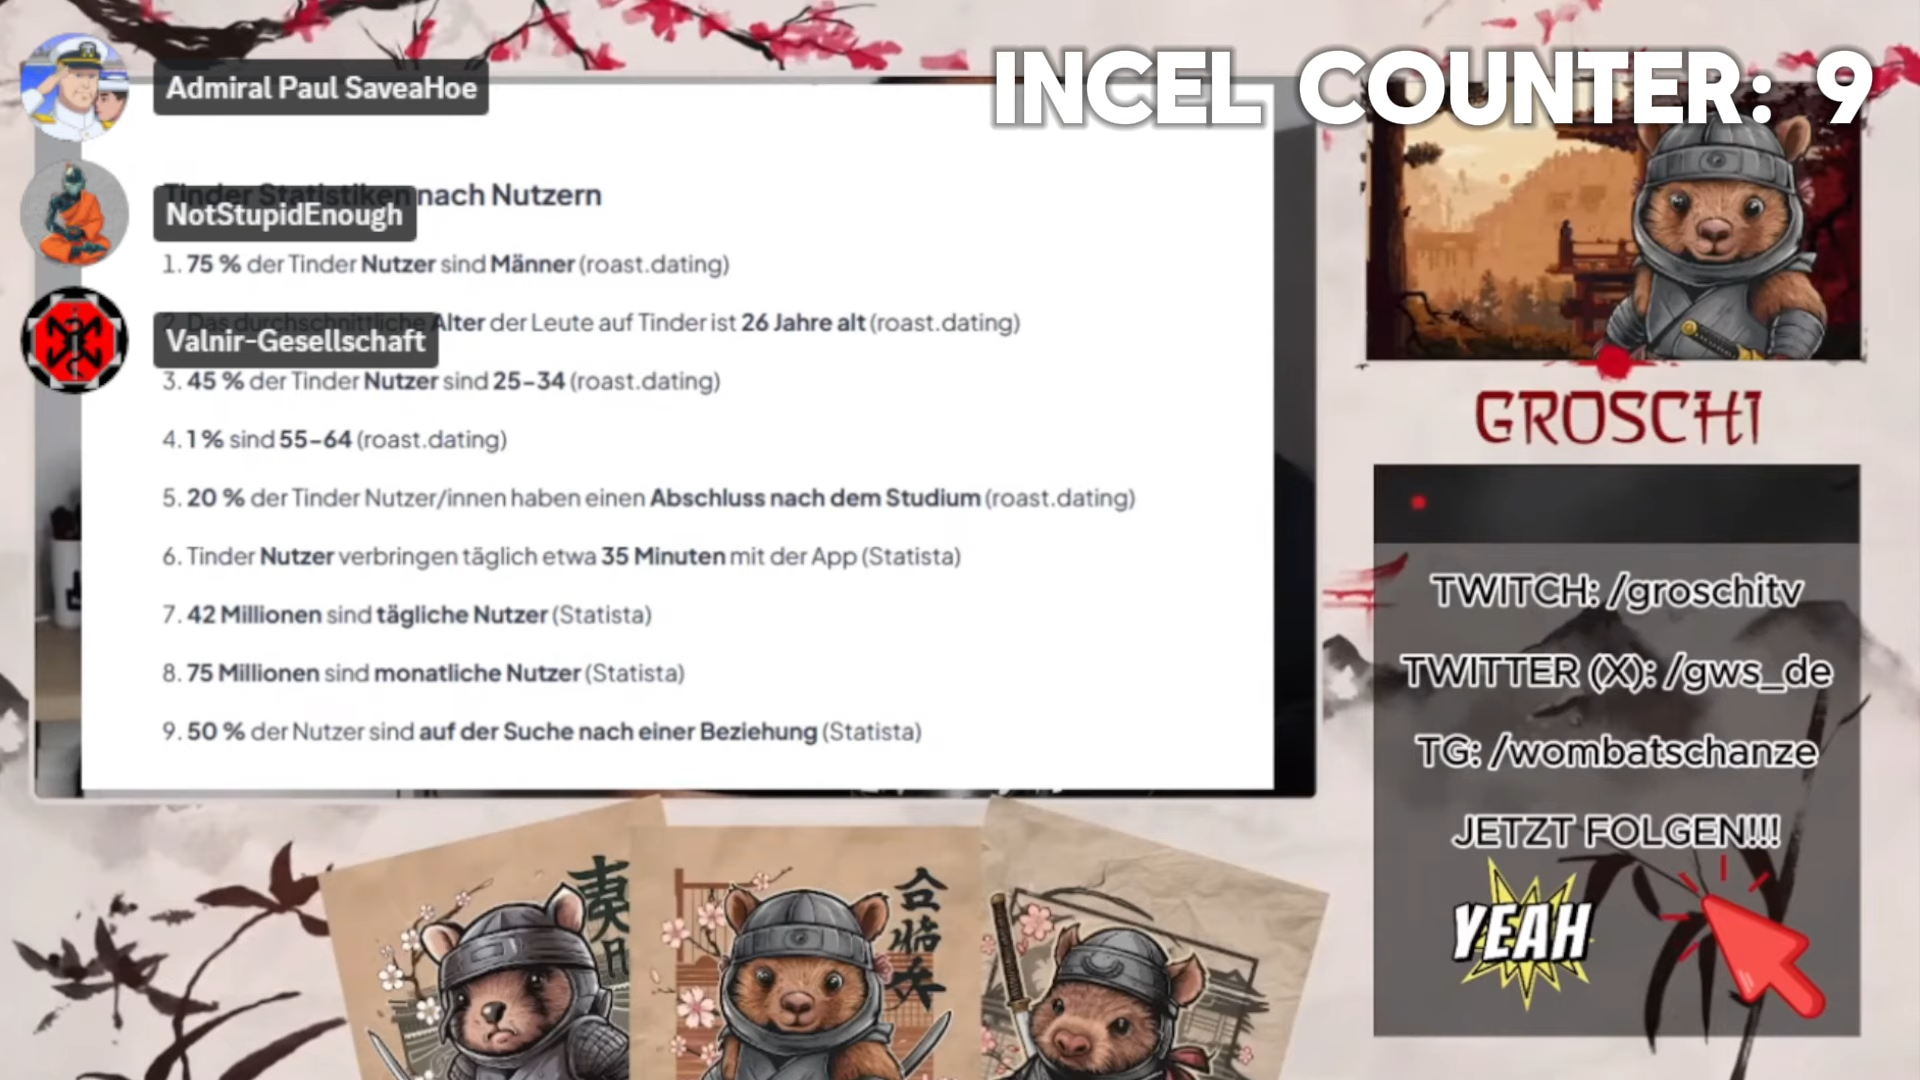 INCEL COUNTER: 9
Admiral Paul SaveaHoe
Tinder Statistiken nach Nutzern
NotStupidEnough
1. 75 % der Tinder Nutzer sind Männer (roast.dating)
2. Das durchschnittliche Alter der Leute auf Tinder ist 26 Jahre alt (roast.dating)
Valnir-Gesellschaft
3. 45 % der Tinder Nutzer sind 25–34 (roast.dating)
4. 1 % sind 55–64 (roast.dating)
5. 20 % der Tinder Nutzer/innen haben einen Abschluss nach dem Studium (roast.dating)
6. Tinder Nutzer verbringen täglich etwa 35 Minuten mit der App (Statista)
7. 42 Millionen sind tägliche Nutzer (Statista)
8. 75 Millionen sind monatliche Nutzer (Statista)
9. 50 % der Nutzer sind auf der Suche nach einer Beziehung (Statista)
GROSCHI
TWITCH: /groschitv
TWITTER (X): /gws_de
TG: /wombatschanze
JETZT FOLGEN!!!
YEAH